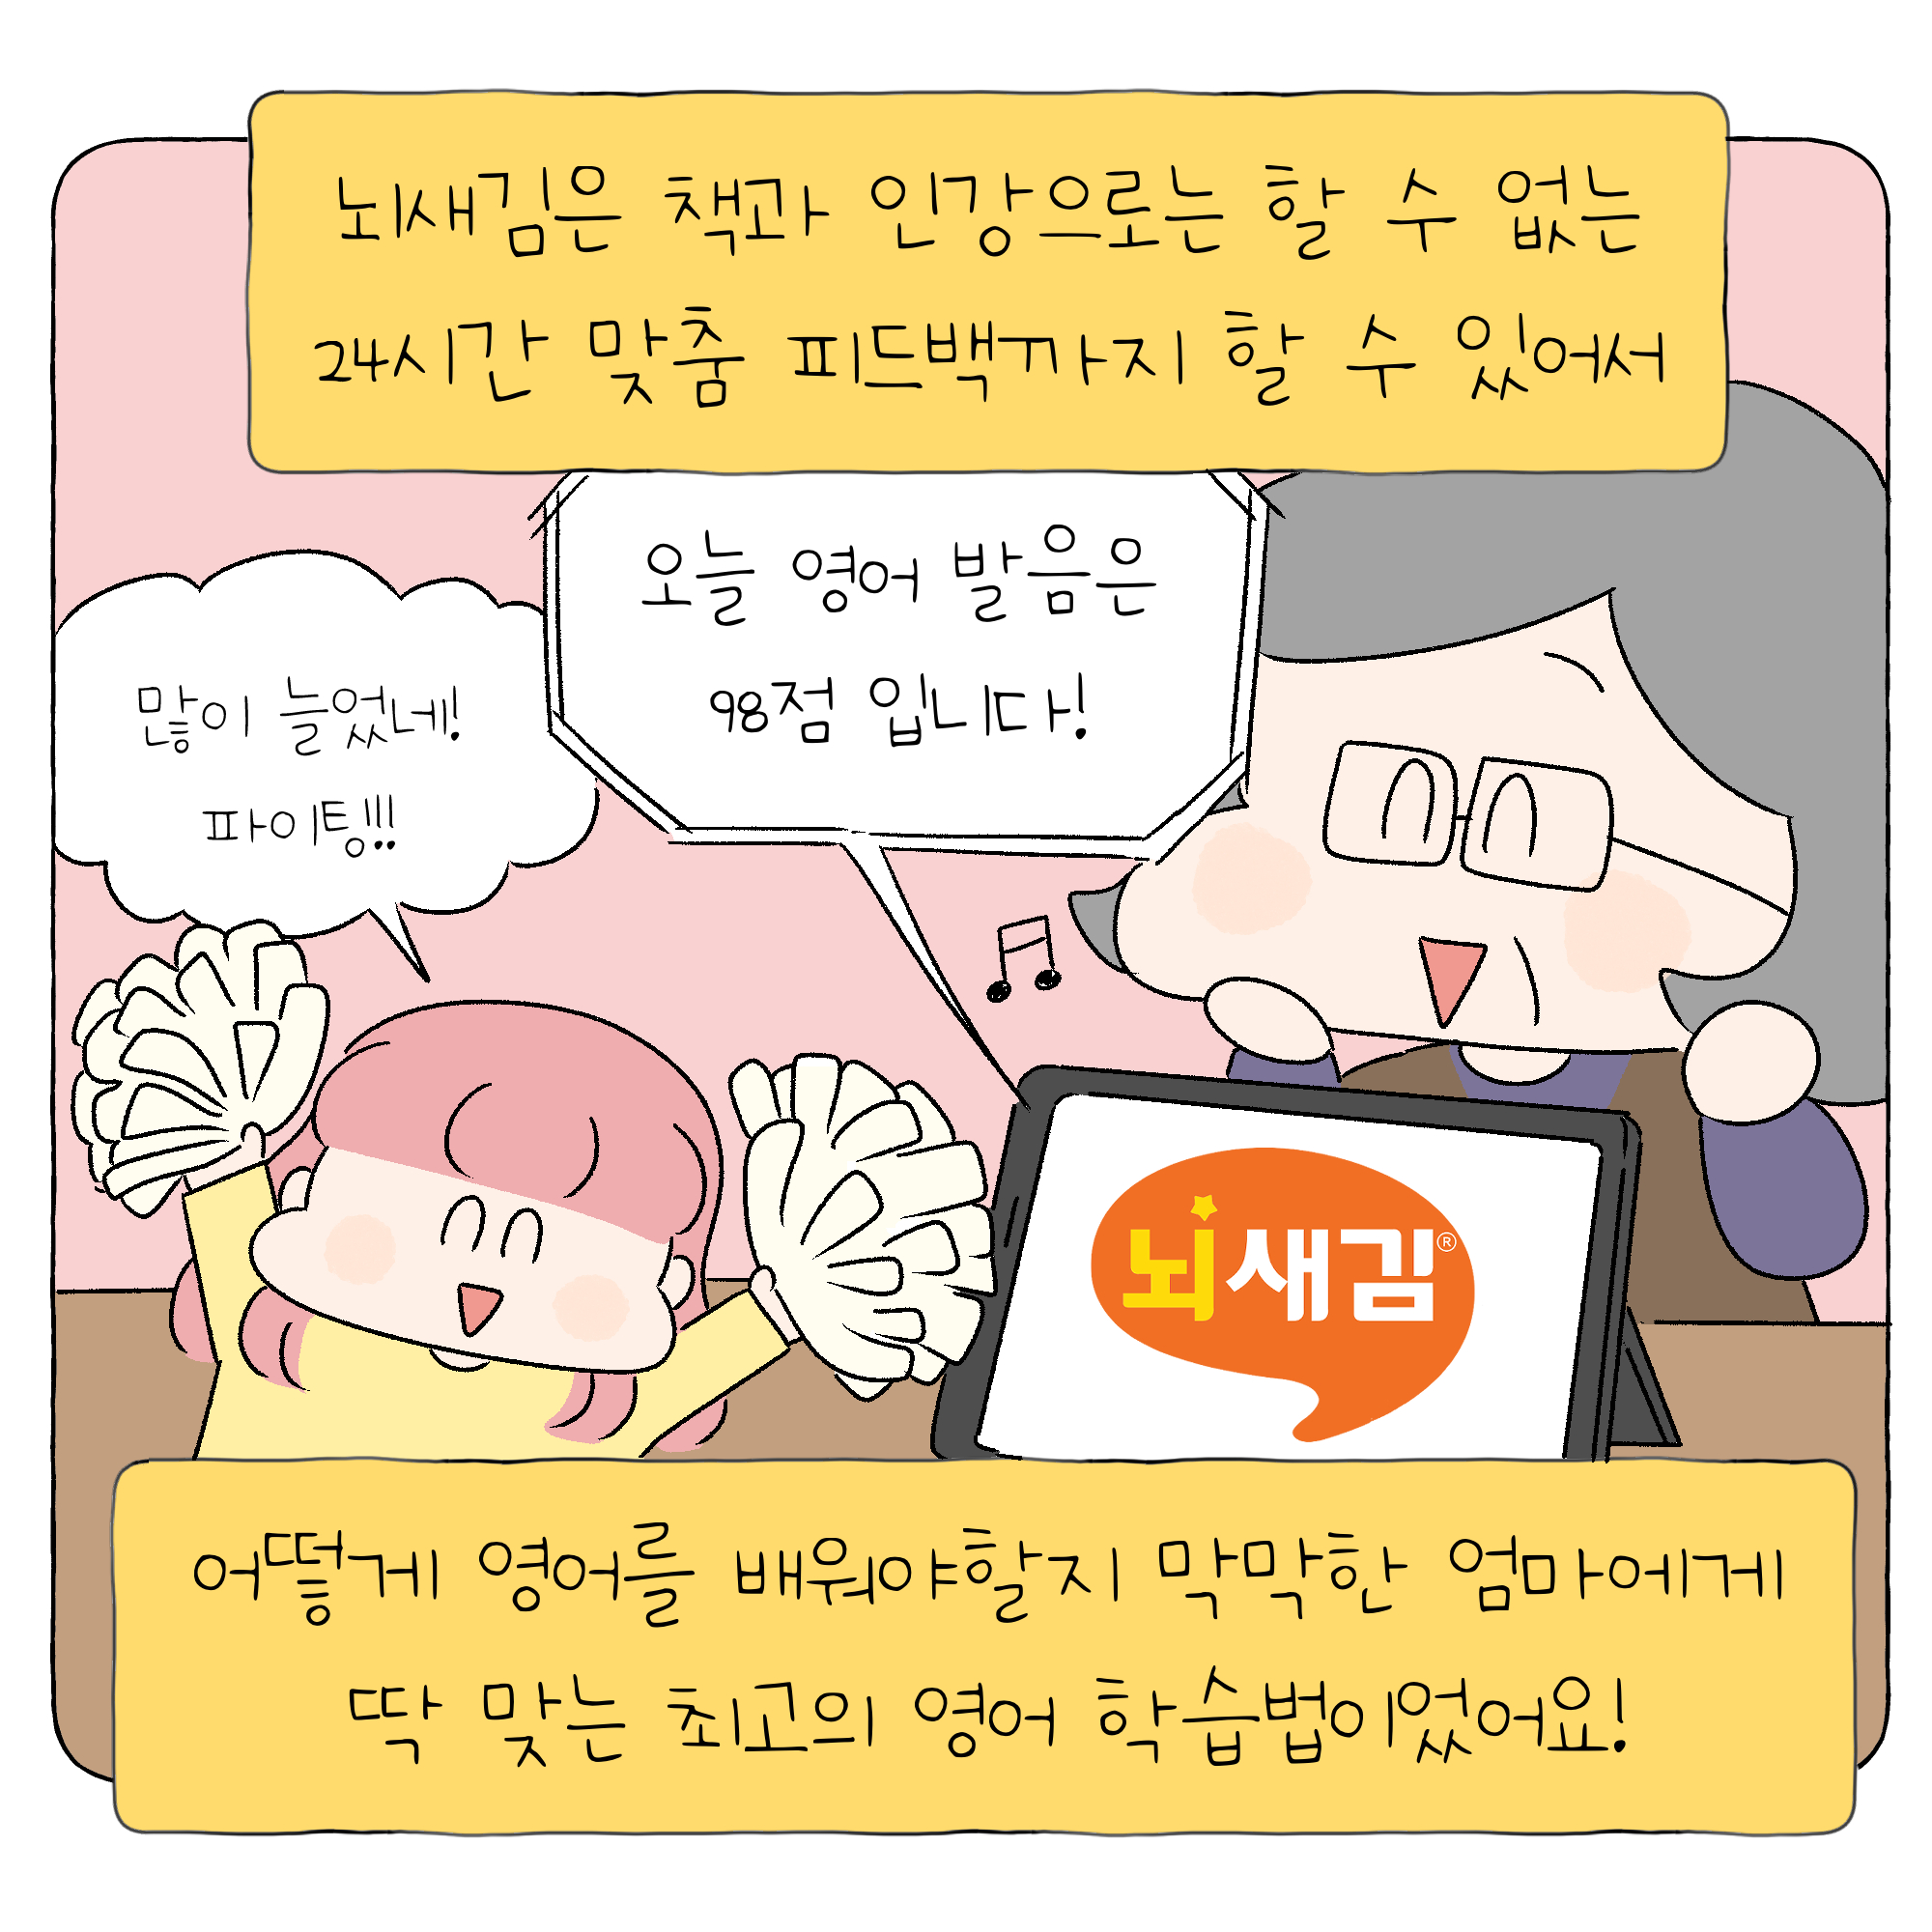 뇌새김은 책과 인강으로는 할 수 없는
24시간 맞춤 피드백까지 할 수 있어서
오늘 영어 발음은
98점 입니다!
많이 늘었네!
파이팅!!!
뇌새김®
어떻게 영어를 배워야할지 막막한 엄마에게
딱 맞는 최고의 영어 학습법이었어요!